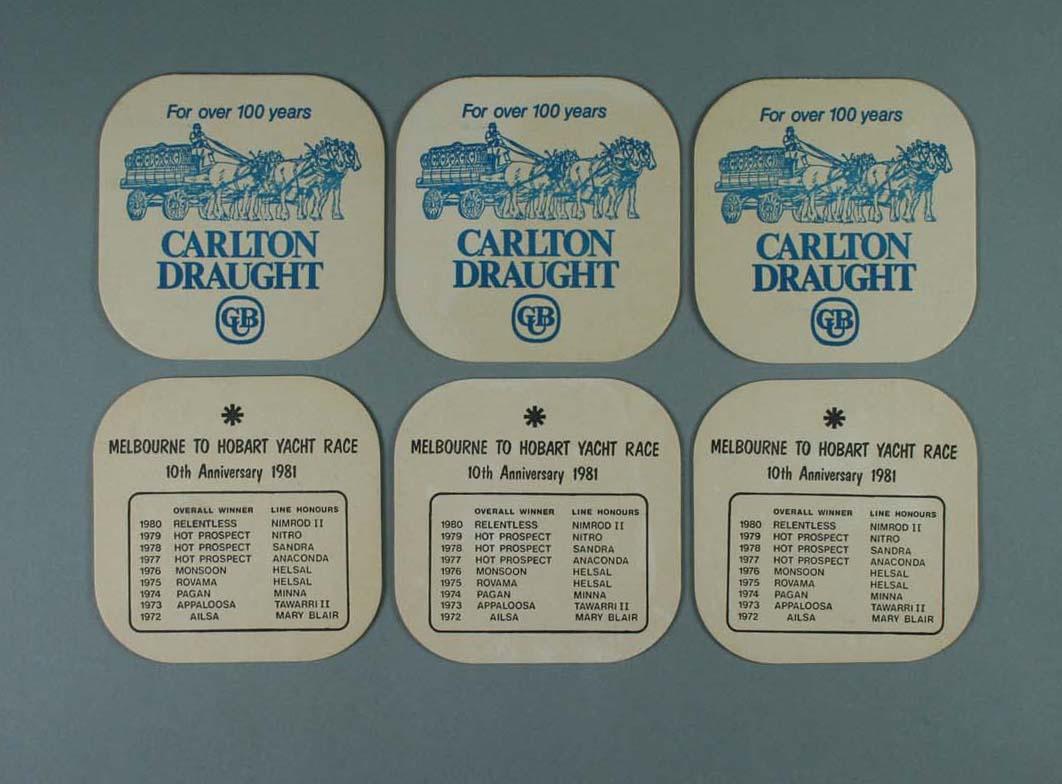 For over 100 years
CARLTON
DRAUGHT
CUB
For over 100 years
CARLTON
DRAUGHT
CUB
For over 100 years
CARLTON
DRAUGHT
CUB
MELBOURNE TO HOBART YACHT RACE
10th Anniversary 1981
OVERALL WINNER LINE HONOURS
1980 RELENTLESS NIMROD II
1979 HOT PROSPECT NITRO
1978 HOT PROSPECT SANDRA
1977 HOT PROSPECT ANACONDA
1976 MONSOON HELSAL
1975 ROVAMA HELSAL
1974 PAGAN MINNA
1973 APPALOOSA TAWARRI II
1972 AILSA MARY BLAIR
MELBOURNE TO HOBART YACHT RACE
10th Anniversary 1981
OVERALL WINNER LINE HONOURS
1980 RELENTLESS NIMROD II
1979 HOT PROSPECT NITRO
1978 HOT PROSPECT SANDRA
1977 HOT PROSPECT ANACONDA
1976 MONSOON HELSAL
1975 ROVAMA HELSAL
1974 PAGAN MINNA
1973 APPALOOSA TAWARRI II
1972 AILSA MARY BLAIR
MELBOURNE TO HOBART YACHT RACE
10th Anniversary 1981
OVERALL WINNER LINE HONOURS
1980 RELENTLESS NIMROD II
1979 HOT PROSPECT NITRO
1978 HOT PROSPECT SANDRA
1977 HOT PROSPECT ANACONDA
1976 MONSOON HELSAL
1975 ROVAMA HELSAL
1974 PAGAN MINNA
1973 APPALOOSA TAWARRI II
1972 AILSA MARY BLAIR